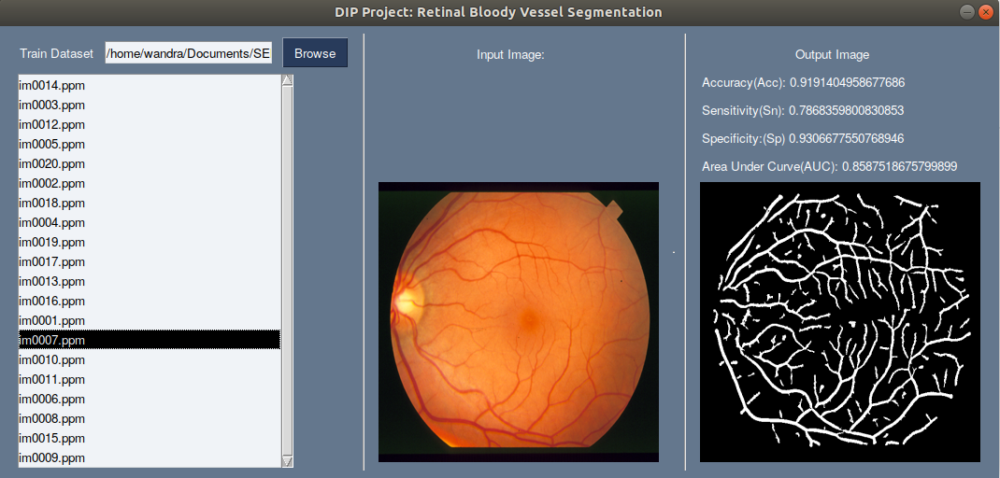 DIP Project: Retinal Bloody Vessel Segmentation
Train Dataset /home/wandra/Documents/SE Browse
im0014.ppm
im0003.ppm
im0012.ppm
im0005.ppm
im0020.ppm
im0002.ppm
im0018.ppm
im0004.ppm
im0019.ppm
im0017.ppm
im0013.ppm
im0016.ppm
im0001.ppm
im0007.ppm
im0010.ppm
im0011.ppm
im0006.ppm
im0008.ppm
im0015.ppm
im0009.ppm
Input Image:
Output Image
Accuracy(Acc): 0.9191404958677686
Sensitivity(Sn): 0.7868359800830853
Specificity:(Sp) 0.9306677550768946
Area Under Curve(AUC): 0.8587518675799899